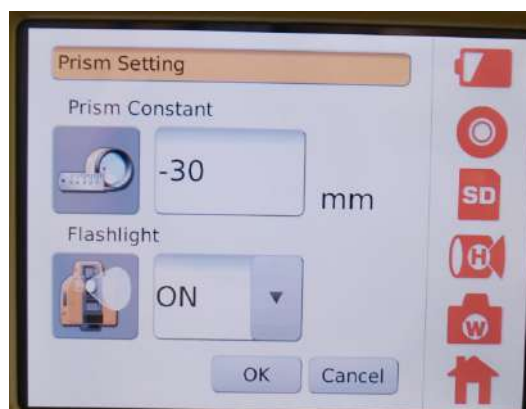 Prism Setting
Prism Constant
-30
mm
SD
Flashlight
H
ON
W
OK
Cancel